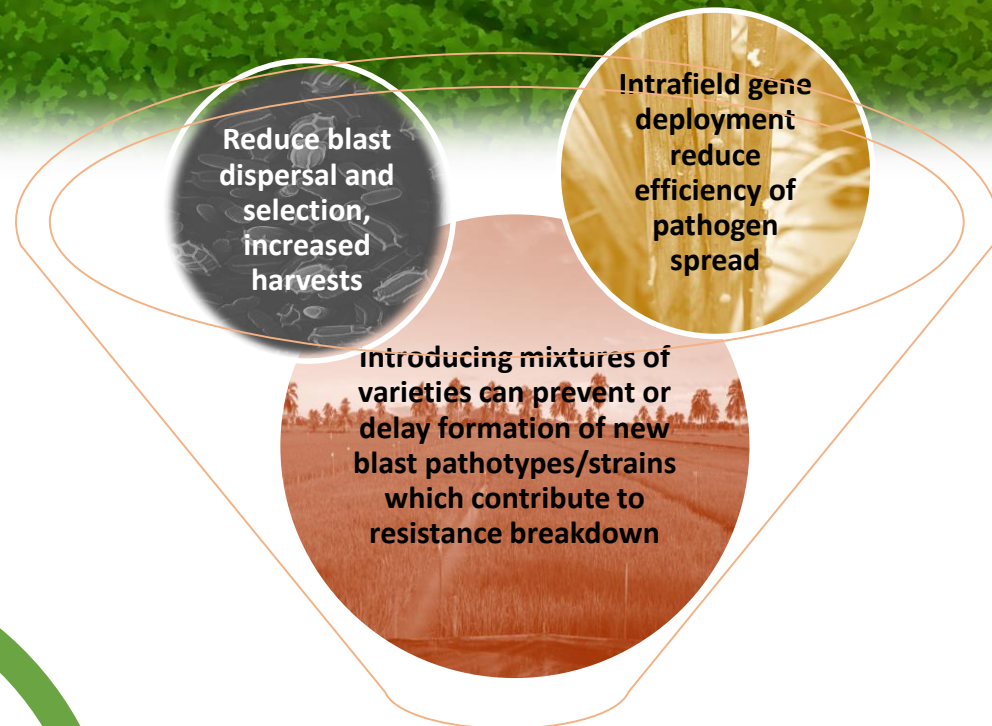 Reduce blast
dispersal and
selection,
increased
harvests
Intrafield gene
deployment
reduce
efficiency of
pathogen
spread
Introducing mixtures of
varieties can prevent or
delay formation of new
blast pathotypes/strains
which contribute to
resistance breakdown